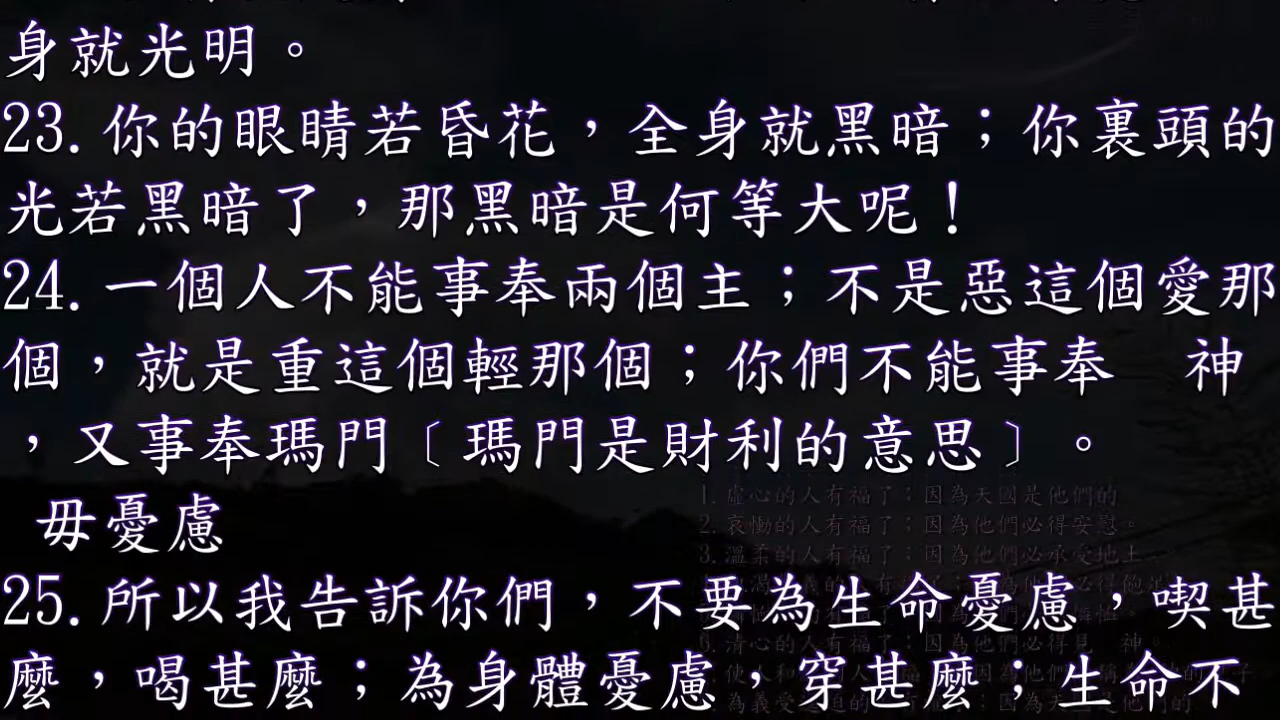 身就光明。
23.你的眼睛若昏花，全身就黑暗；你裏頭的
光若黑暗了，那黑暗是何等大呢！
24.一個人不能事奉兩個主；不是惡這個愛那
個，就是重這個輕那個；你們不能事奉　神
，又事奉瑪門﹝瑪門是財利的意思﹞。
毋憂慮
25.所以我告訴你們，不要為生命憂慮，喫甚
麼，喝甚麼；為身體憂慮，穿甚麼；生命不
1.虛心的人有福了；因為天國是他們的
2.哀慟的人有福了；因為他們必得安慰。
3.溫柔的人有福了；因為他們必承受地土
6.清心的人有福了；因為他們必得見　神。